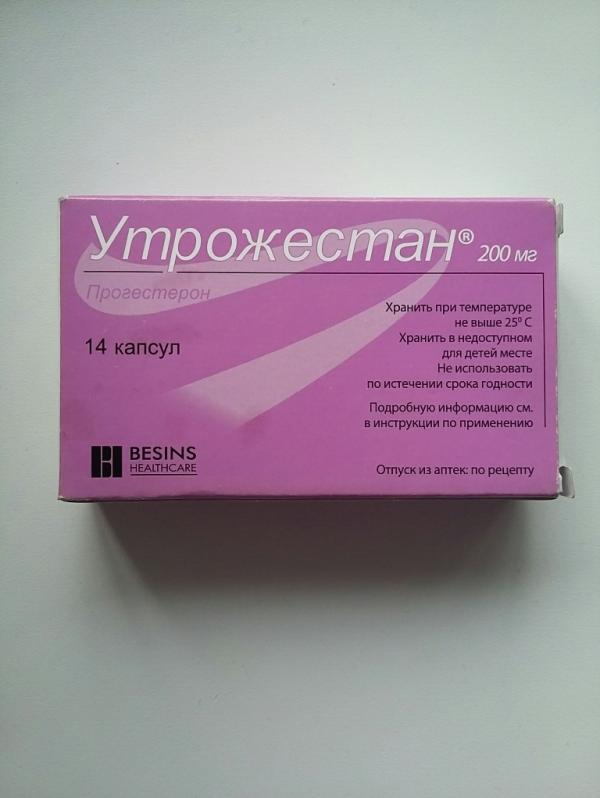 Утрожестан® 200 мг
Прогестерон
14 капсул
Хранить при температуре
не выше 25⁰ C
Хранить в недоступном
для детей месте
Не использовать
по истечении срока годности
Подробную информацию см.
в инструкции по применению
BESINS
HEALTHCARE
Отпуск из аптек: по рецепту